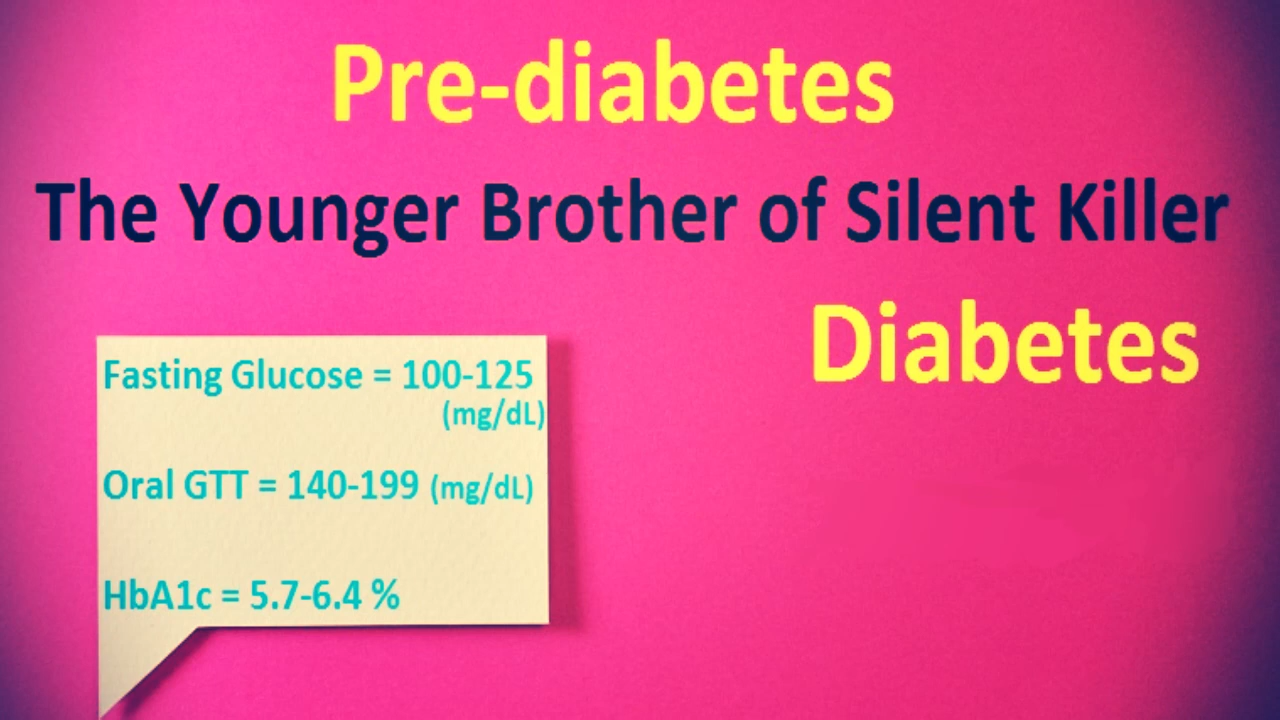 Pre-diabetes
The Younger Brother of Silent Killer
Diabetes
Fasting Glucose = 100-125
(mg/dL)
Oral GTT = 140-199 (mg/dL)
HbA1c = 5.7-6.4 %